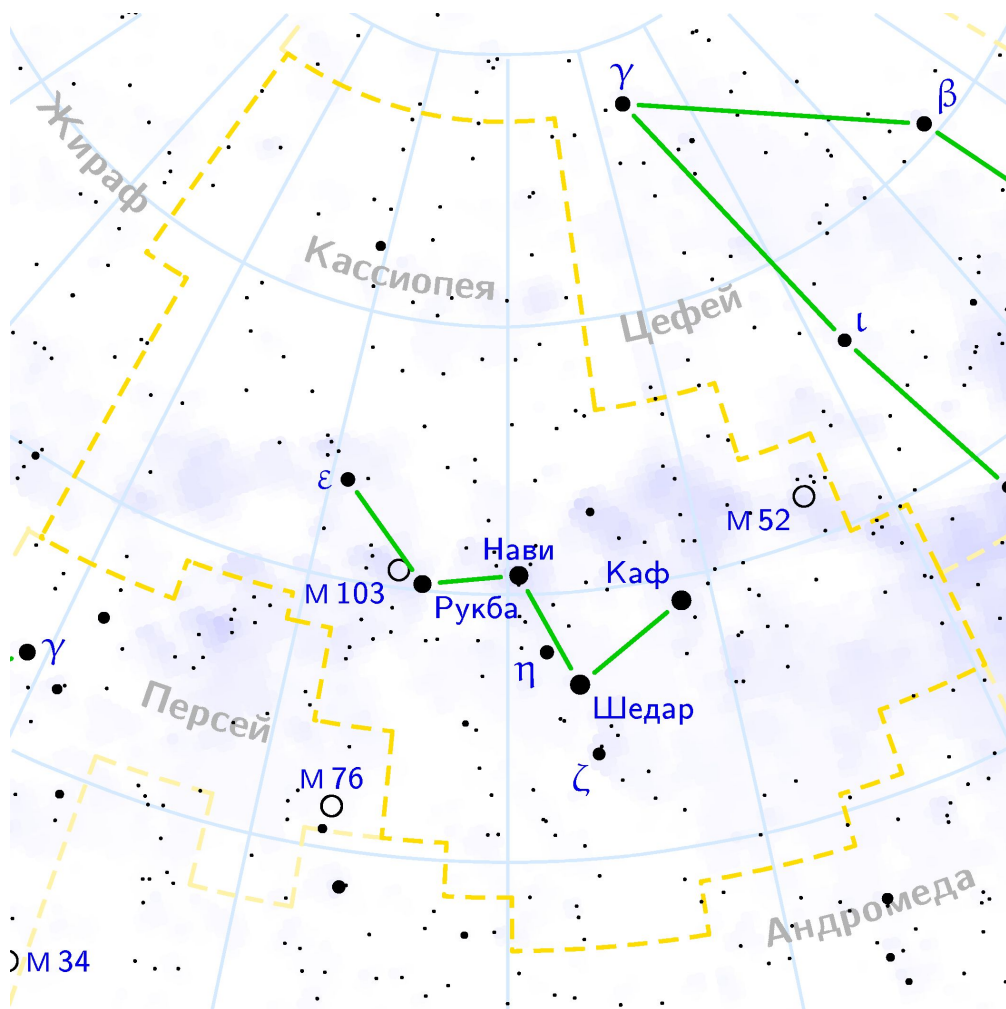 γ
β
Жираф
Кассиопея
Цефей
ι
ε
М 52
Нави
Каф
М 103
Рукба
γ
η
Персей
Шедар
ζ
М 76
Андромеда
М 34